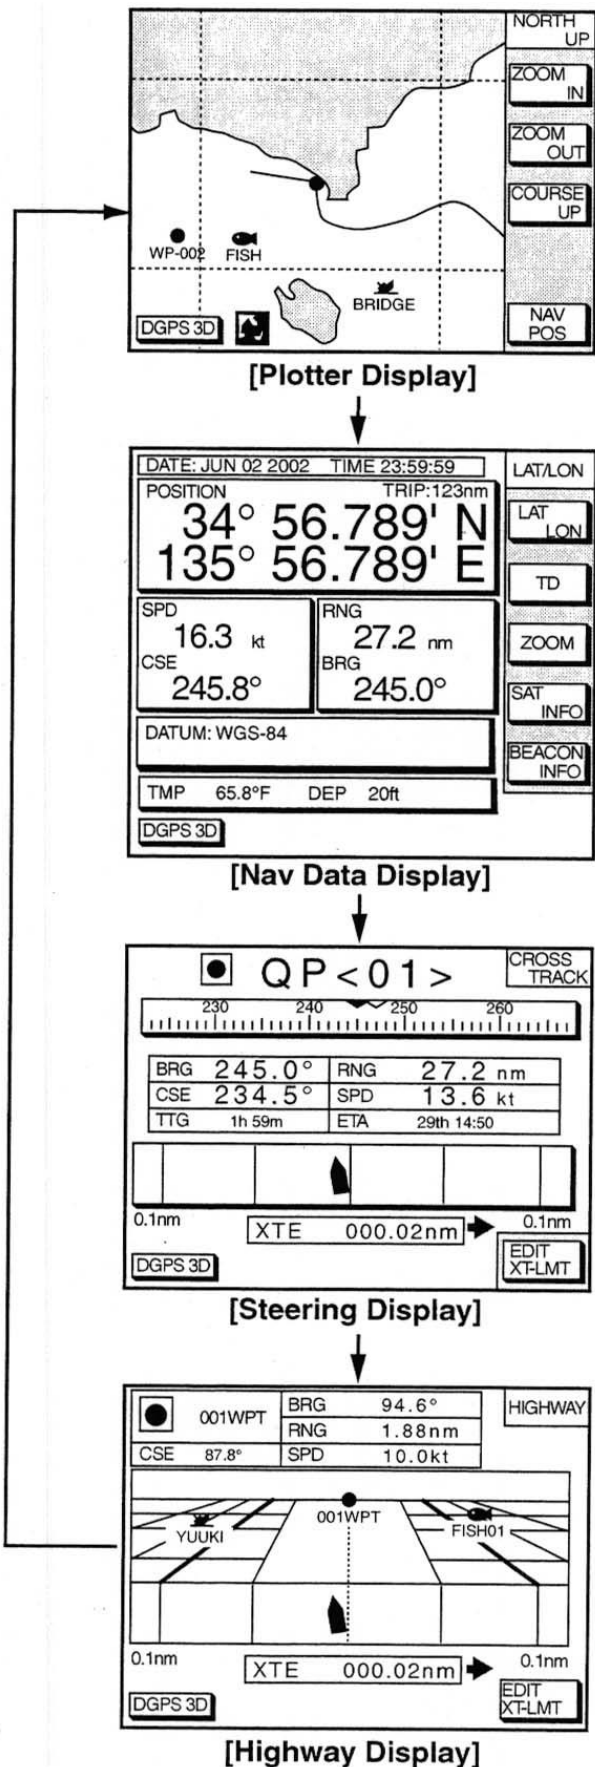 NORTH
UP
ZOOM
IN
ZOOM
OUT
COURSE
UP
WP-002 FISH
BRIDGE
DGPS 3D
NAV
POS
[Plotter Display]
DATE: JUN 02 2002 TIME 23:59:59
LAT/LON
POSITION TRIP:123nm
34° 56.789' N
135° 56.789' E
LAT
LON
TD
SPD
16.3 kt
CSE
245.8°
RNG
27.2 nm
BRG
245.0°
ZOOM
SAT
INFO
DATUM: WGS-84
BEACON
INFO
TMP 65.8°F DEP 20ft
DGPS 3D
[Nav Data Display]
QP<01>
CROSS
TRACK
230 240 250 260
BRG 245.0° RNG 27.2 nm
CSE 234.5° SPD 13.6 kt
TTG 1h 59m ETA 29th 14:50
0.1nm XTE 000.02nm 0.1nm
DGPS 3D
EDIT
XT-LMT
[Steering Display]
001WPT
BRG 94.6°
RNG 1.88nm
HIGHWAY
CSE 87.8° SPD 10.0kt
YUUKI 001WPT FISH01
0.1nm XTE 000.02nm 0.1nm
DGPS 3D
EDIT
XT-LMT
[Highway Display]